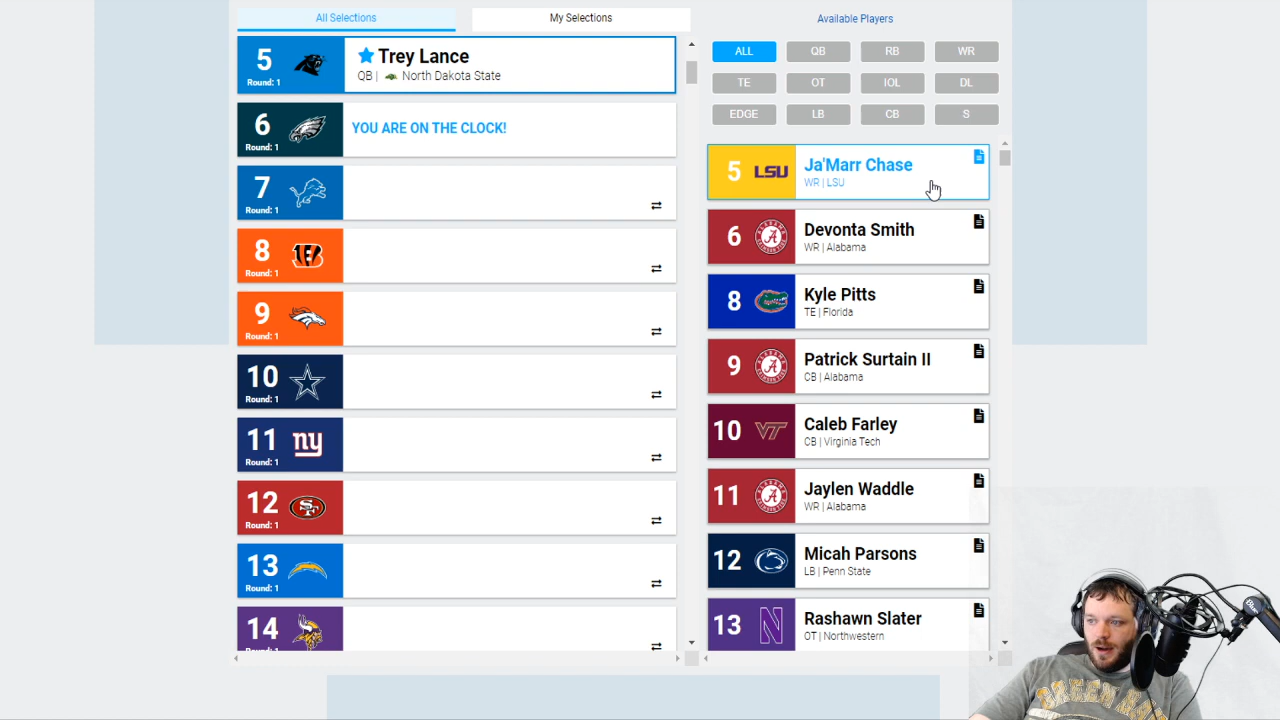 All Selections
My Selections
5
Round: 1
Trey Lance
QB | North Dakota State
6
Round: 1
YOU ARE ON THE CLOCK!
7
Round: 1
8
Round: 1
9
Round: 1
10
Round: 1
11
ny
Round: 1
12
SF
Round: 1
13
Round: 1
14
Available Players
ALL
QB
RB
WR
TE
OT
IOL
DL
EDGE
LB
CB
S
5
LSU
Ja'Marr Chase
WR | LSU
6
A
Devonta Smith
WR | Alabama
8
Kyle Pitts
TE | Florida
9
A
Patrick Surtain II
CB | Alabama
10
VT
Caleb Farley
CB | Virginia Tech
11
A
Jaylen Waddle
WR | Alabama
12
Micah Parsons
LB | Penn State
13
N
Rashawn Slater
OT | Northwestern